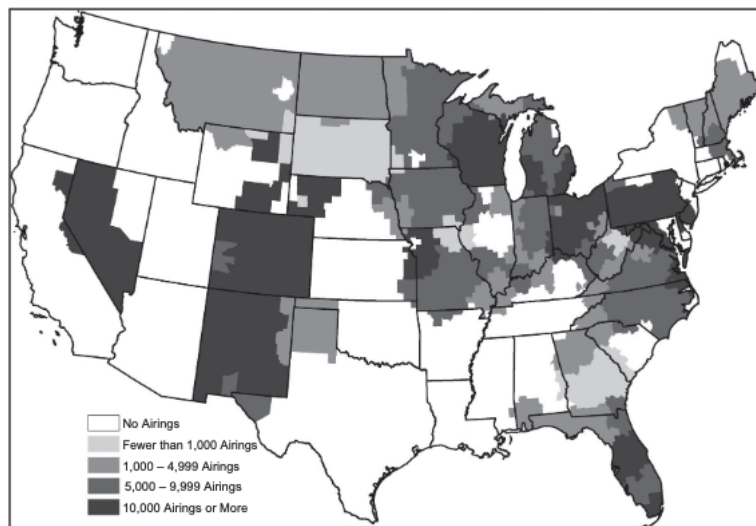 No Airings
Fewer than 1,000 Airings
1,000 – 4,999 Airings
5,000 – 9,999 Airings
10,000 Airings or More